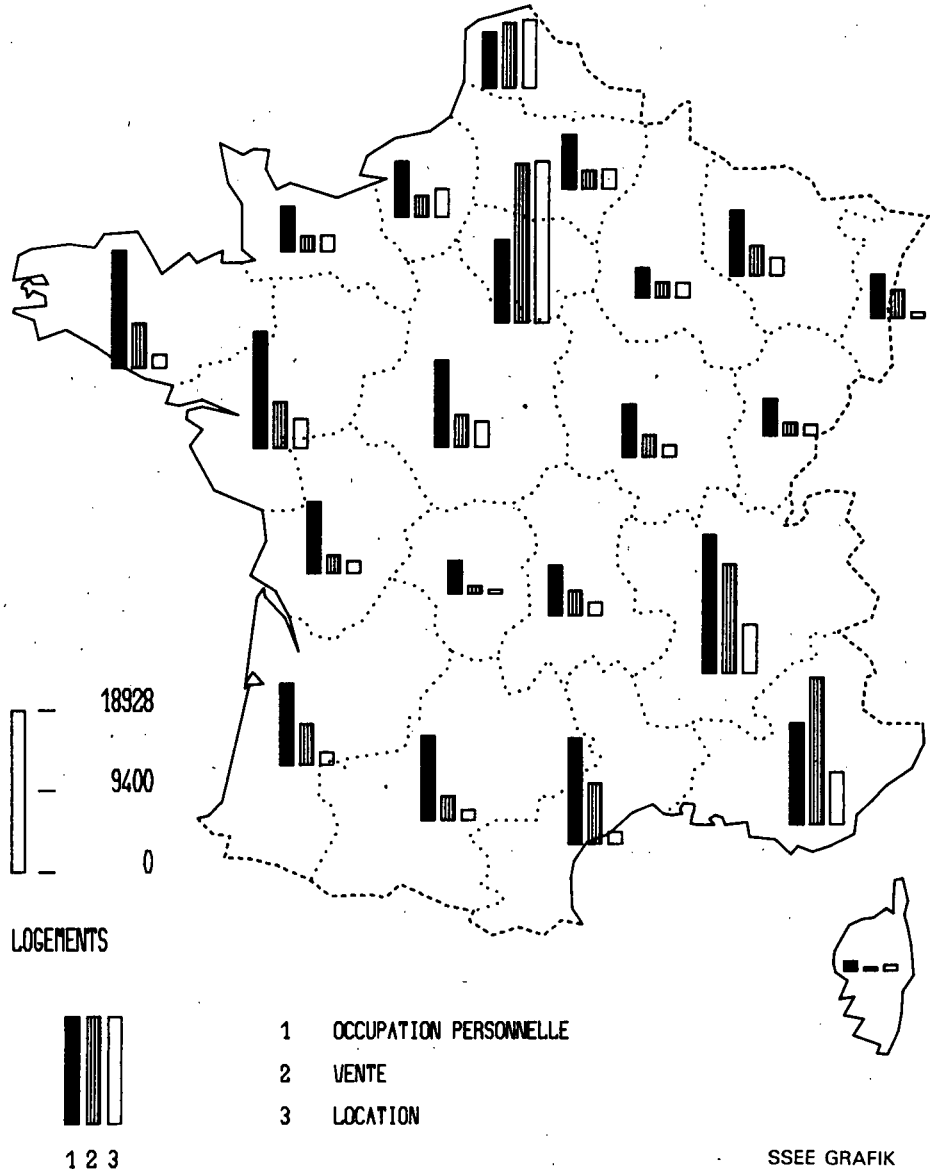 18928
9400
0
LOGEMENTS
1 OCCUPATION PERSONNELLE
2 VENTE
3 LOCATION
1 2 3
SSEE GRAFIK